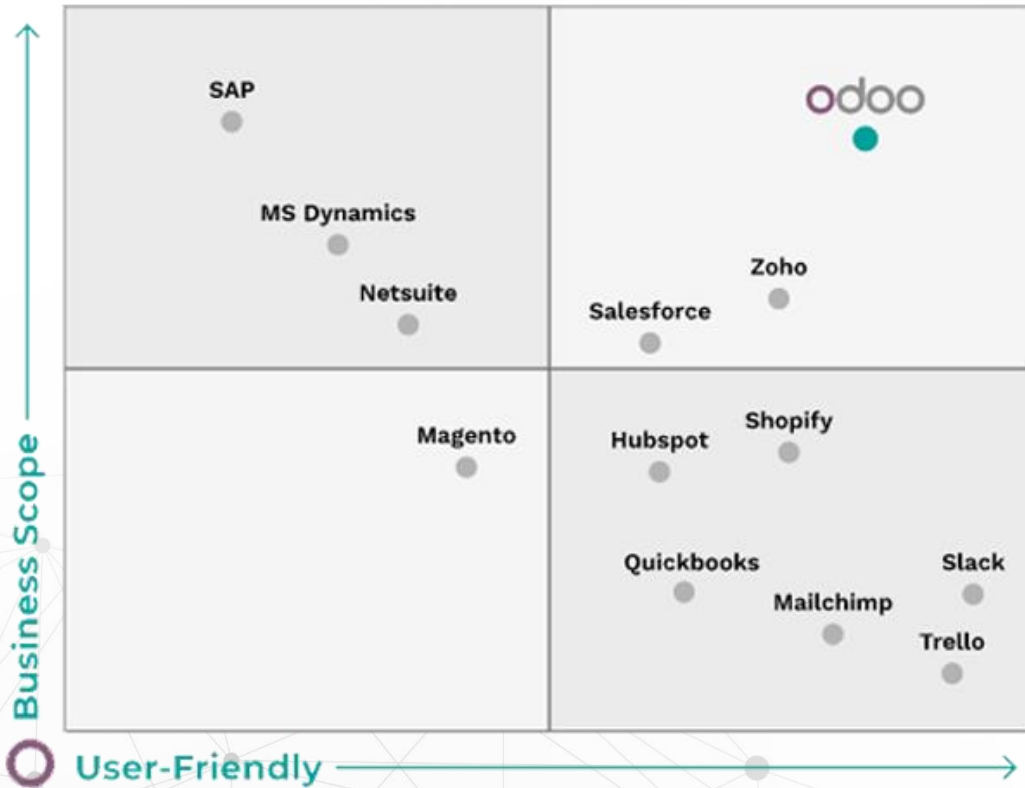 SAP
odoo
MS Dynamics
Zoho
Netsuite
Salesforce
Shopify
Magento
Hubspot
Quickbooks
Slack
Mailchimp
Trello
Business Scope
User-Friendly